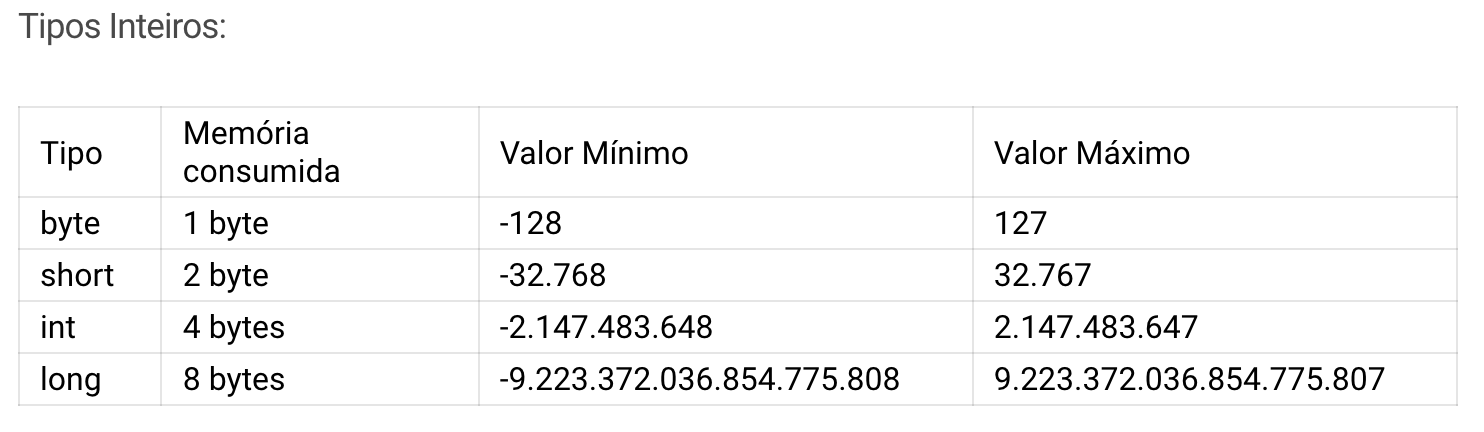 Tipos Inteiros:
Tipo Memória consumida Valor Mínimo Valor Máximo
byte 1 byte -128 127
short 2 byte -32.768 32.767
int 4 bytes -2.147.483.648 2.147.483.647
long 8 bytes -9.223.372.036.854.775.808 9.223.372.036.854.775.807